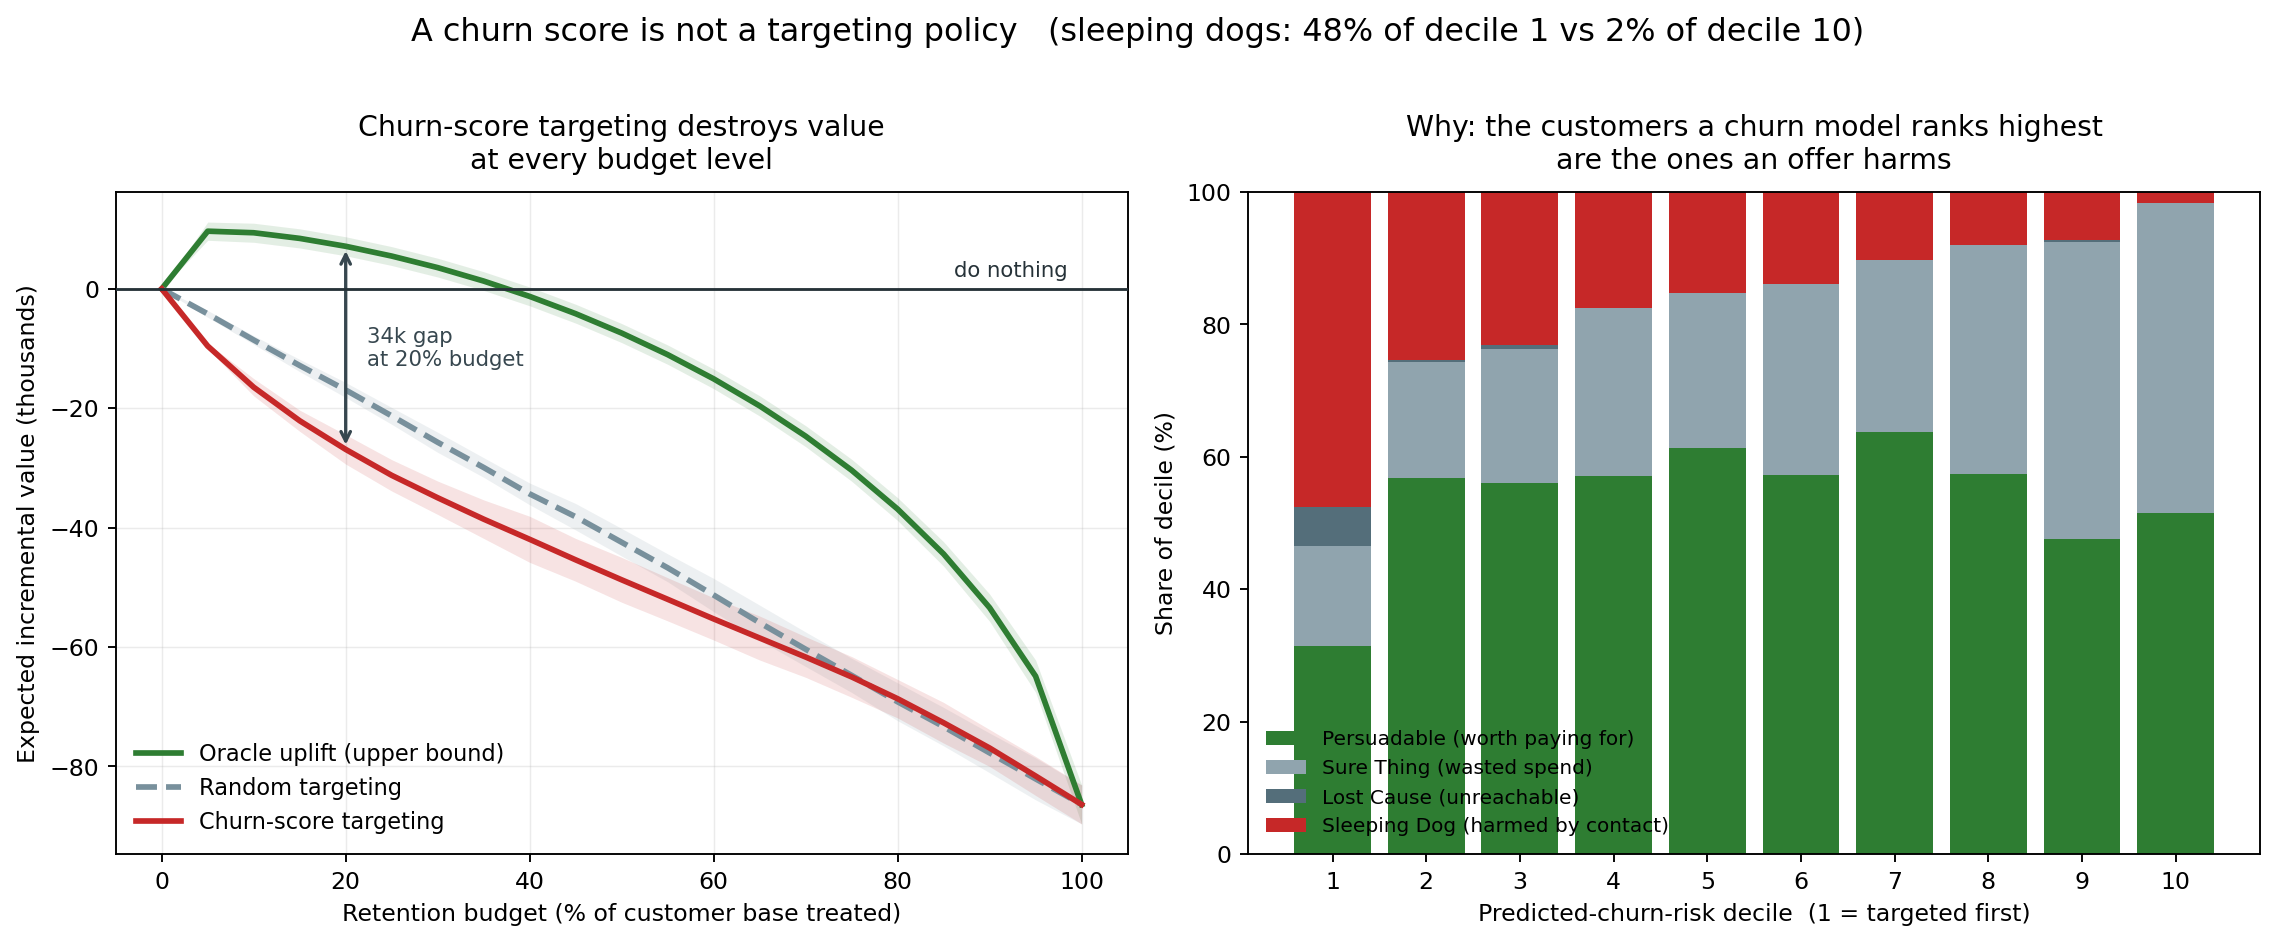 A churn score is not a targeting policy   (sleeping dogs: 48% of decile 1 vs 2% of decile 10)
Churn-score targeting destroys value
at every budget level
Expected incremental value (thousands)
0
−20
−40
−60
−80
do nothing
34k gap
at 20% budget
Oracle uplift (upper bound)
Random targeting
Churn-score targeting
0 20 40 60 80 100
Retention budget (% of customer base treated)
Why: the customers a churn model ranks highest
are the ones an offer harms
Share of decile (%)
100
80
60
40
20
0
Persuadable (worth paying for)
Sure Thing (wasted spend)
Lost Cause (unreachable)
Sleeping Dog (harmed by contact)
1 2 3 4 5 6 7 8 9 10
Predicted-churn-risk decile  (1 = targeted first)